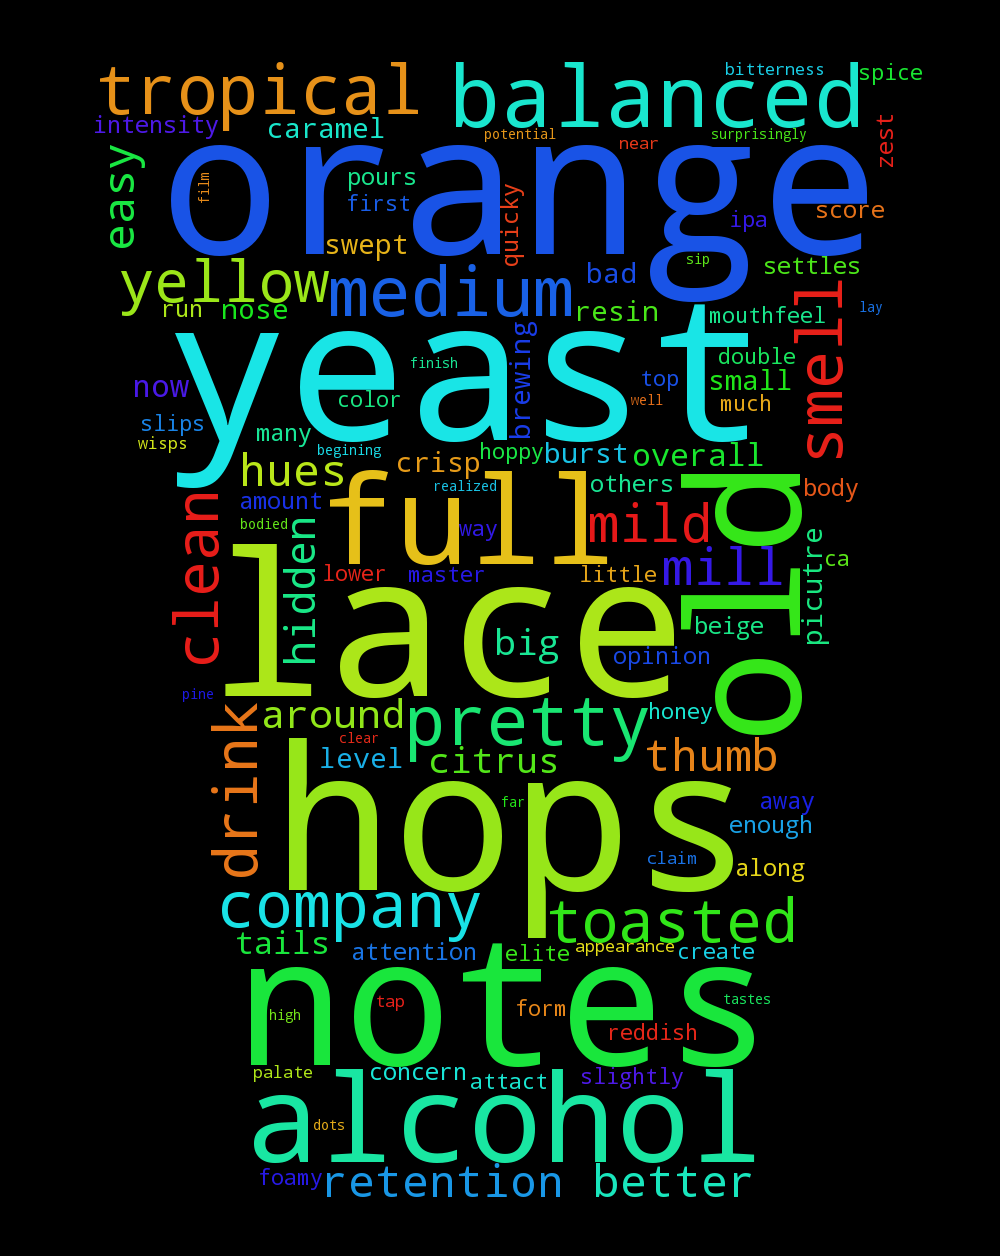 tropical
balanced
bitterness
spice
intensity
caramel
potential
near
surprisingly
zest
orange
easy
film
pours
first
quicky
ipa
score
swept
sip
settles
yellow
medium
bad
run
nose
resin
mouthfeel
smell
lay
yeast
brewing
finish
double
now
color
top
small
well
much
slips
wisps
many
begining
hoppy
burst
overall
hues
crisp
full
realized
others
old
body
amount
bodied
way
mild
clean
hidden
lower
master
little
mill
picutre
ca
lace
big
beige
opinion
pine
around
pretty
honey
drink
clear
level
citrus
thumb
hops
far
away
enough
claim
along
company
toasted
tails
attention
elite
appearance
create
notes
high
tap
form
tastes
reddish
palate
concern
attact
slightly
alcohol
dots
foamy
retention
better